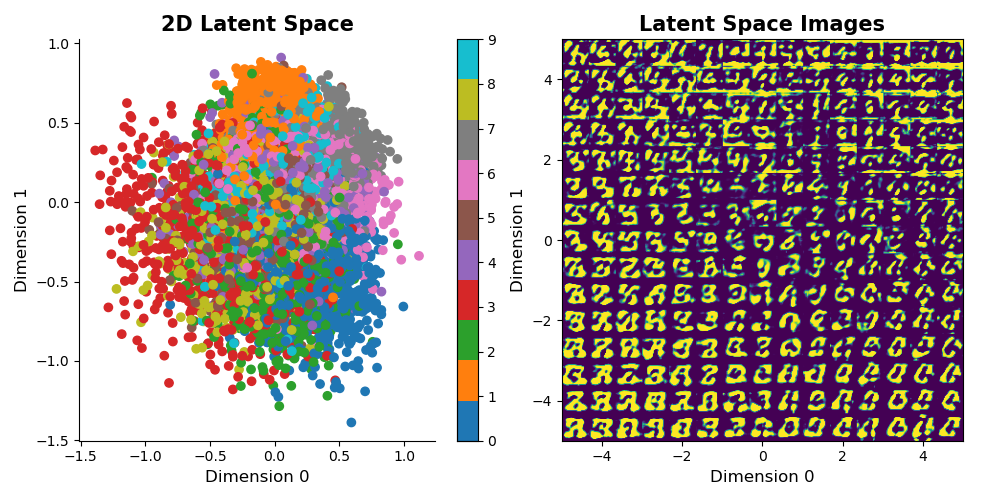 2D Latent Space
Dimension 1
1.0
0.5
0.0
−0.5
−1.0
−1.5
−1.5 −1.0 −0.5 0.0 0.5 1.0
Dimension 0
9
8
7
6
5
4
3
2
1
0
Latent Space Images
Dimension 1
4
2
0
−2
−4
−4 −2 0 2 4
Dimension 0